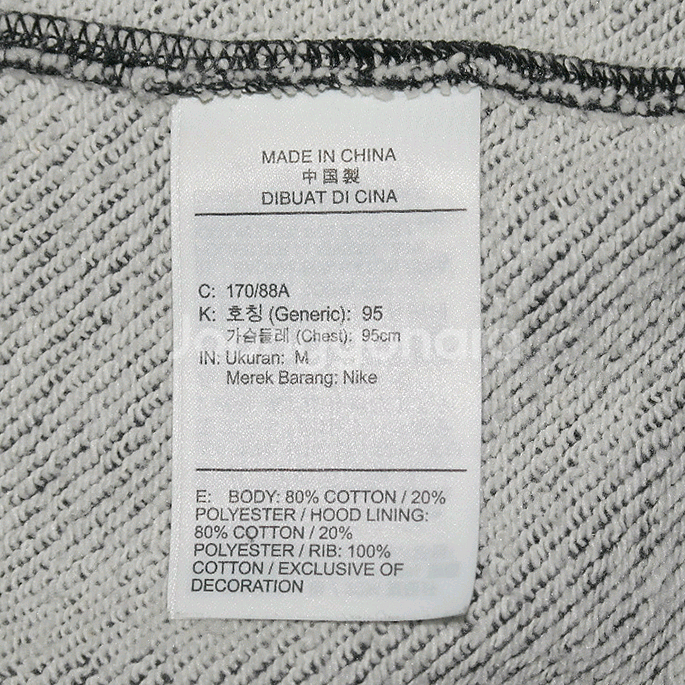 MADE IN CHINA
中国製
DIBUAT DI CINA
C: 170/88A
K: 호칭 (Generic): 95
가슴둘레 (Chest): 95cm
IN: Ukuran: M
Merek Barang: Nike
E: BODY: 80% COTTON / 20%
POLYESTER / HOOD LINING:
80% COTTON / 20%
POLYESTER / RIB: 100%
COTTON / EXCLUSIVE OF
DECORATION